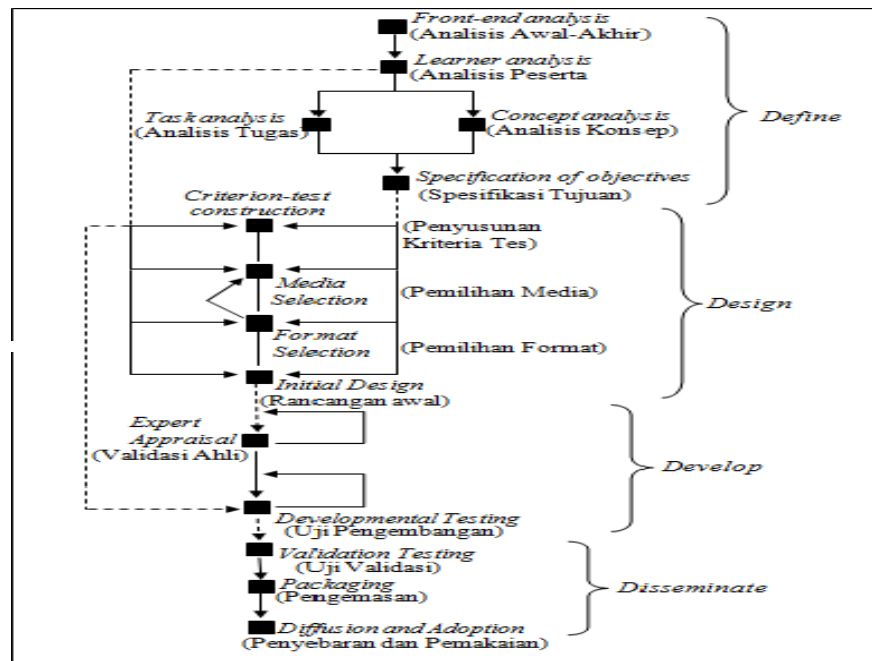 Front-end analysis
(Analisis Awal-Akhir)
Learner analysis
(Analisis Peserta
Task analysis
(Analisis Tugas)
Concept analysis
(Analisis Konsep)
Define
Specification of objectives
(Spesifikasi Tujuan)
Criterion-test
construction
(Penyusunan
Kriteria Tes)
Media
Selection
(Pemilihan Media)
Design
Format
Selection
(Pemilihan Format)
Initial Design
(Rancangan awal)
Expert
Appraisal
(Validasi Ahli)
Develop
Developmental Testing
(Uji Pengembangan)
Validation Testing
(Uji Validasi)
Packaging
(Pengemasan)
Disseminate
Diffusion and Adoption
(Penyebaran dan Pemakaian)